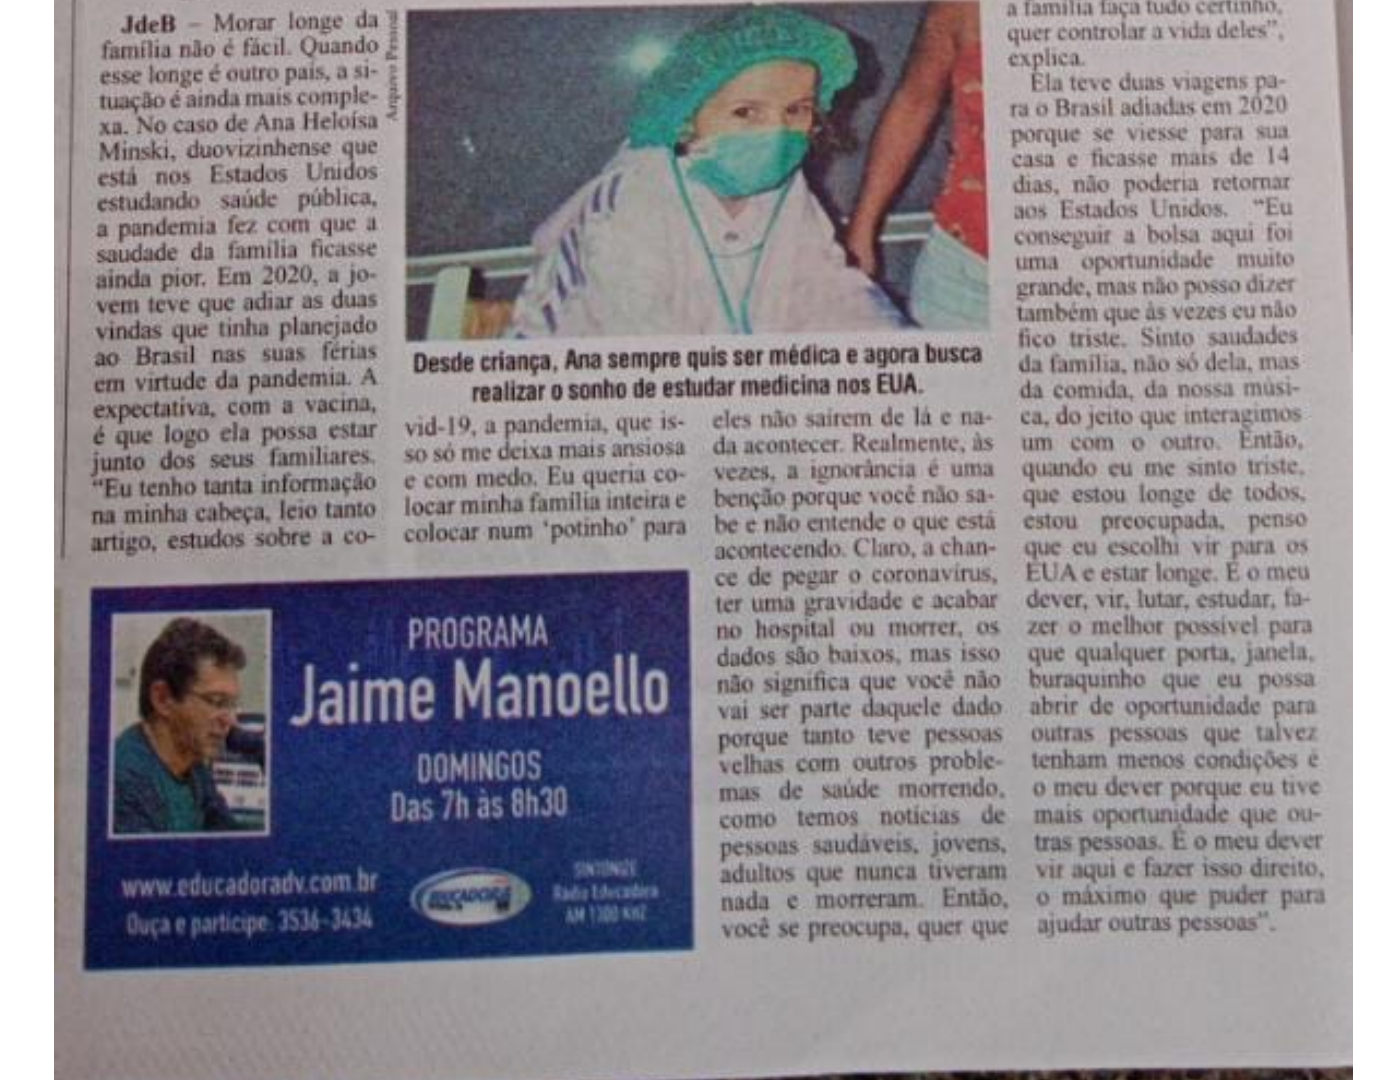 JdeB – Morar longe da
família não é fácil. Quando
esse longe é outro país, a si-
tuação é ainda mais comple-
xa. No caso de Ana Heloísa
Minski, duovizinhense que
está nos Estados Unidos
estudando saúde pública,
a pandemia fez com que a
saudade da família ficasse
ainda pior. Em 2020, a jo-
vem teve que adiar as duas
vindas que tinha planejado
ao Brasil nas suas férias
em virtude da pandemia. A
expectativa, com a vacina,
é que logo ela possa estar
junto dos seus familiares.
“Eu tenho tanta informação
na minha cabeça, leio tanto
artigo, estudos sobre a co-
Arquivo Pessoal
Desde criança, Ana sempre quis ser médica e agora busca
realizar o sonho de estudar medicina nos EUA.
vid-19, a pandemia, que is-
so só me deixa mais ansiosa
e com medo. Eu queria co-
locar minha família inteira e
colocar num ‘potinho’ para
eles não saírem de lá e na-
da acontecer. Realmente, às
vezes, a ignorância é uma
benção porque você não sa-
be e não entende o que está
acontecendo. Claro, a chan-
ce de pegar o coronavírus,
ter uma gravidade e acabar
no hospital ou morrer, os
dados são baixos, mas isso
não significa que você não
vai ser parte daquele dado
porque tanto teve pessoas
velhas com outros proble-
mas de saúde morrendo,
como temos notícias de
pessoas saudáveis, jovens,
adultos que nunca tiveram
nada e morreram. Então,
você se preocupa, quer que
a família faça tudo certinho,
quer controlar a vida deles”,
explica.
Ela teve duas viagens pa-
ra o Brasil adiadas em 2020
porque se viesse para sua
casa e ficasse mais de 14
dias, não poderia retornar
aos Estados Unidos. “Eu
conseguir a bolsa aqui foi
uma oportunidade muito
grande, mas não posso dizer
também que às vezes eu não
fico triste. Sinto saudades
da família, não só dela, mas
da comida, da nossa músi-
ca, do jeito que interagimos
um com o outro. Então,
quando eu me sinto triste,
que estou longe de todos,
estou preocupada, penso
que eu escolhi vir para os
EUA e estar longe. É o meu
dever, vir, lutar, estudar, fa-
zer o melhor possível para
que qualquer porta, janela,
buraquinho que eu possa
abrir de oportunidade para
outras pessoas que talvez
tenham menos condições é
o meu dever porque eu tive
mais oportunidade que ou-
tras pessoas. É o meu dever
vir aqui e fazer isso direito,
o máximo que puder para
ajudar outras pessoas”.
PROGRAMA
Jaime Manoello
DOMINGOS
Das 7h às 8h30
www.educadoradv.com.br
Ouça e participe: 3536-3434
EDUCADORA
SINTONIZE
Rádio Educadora
AM 1300 KHZ